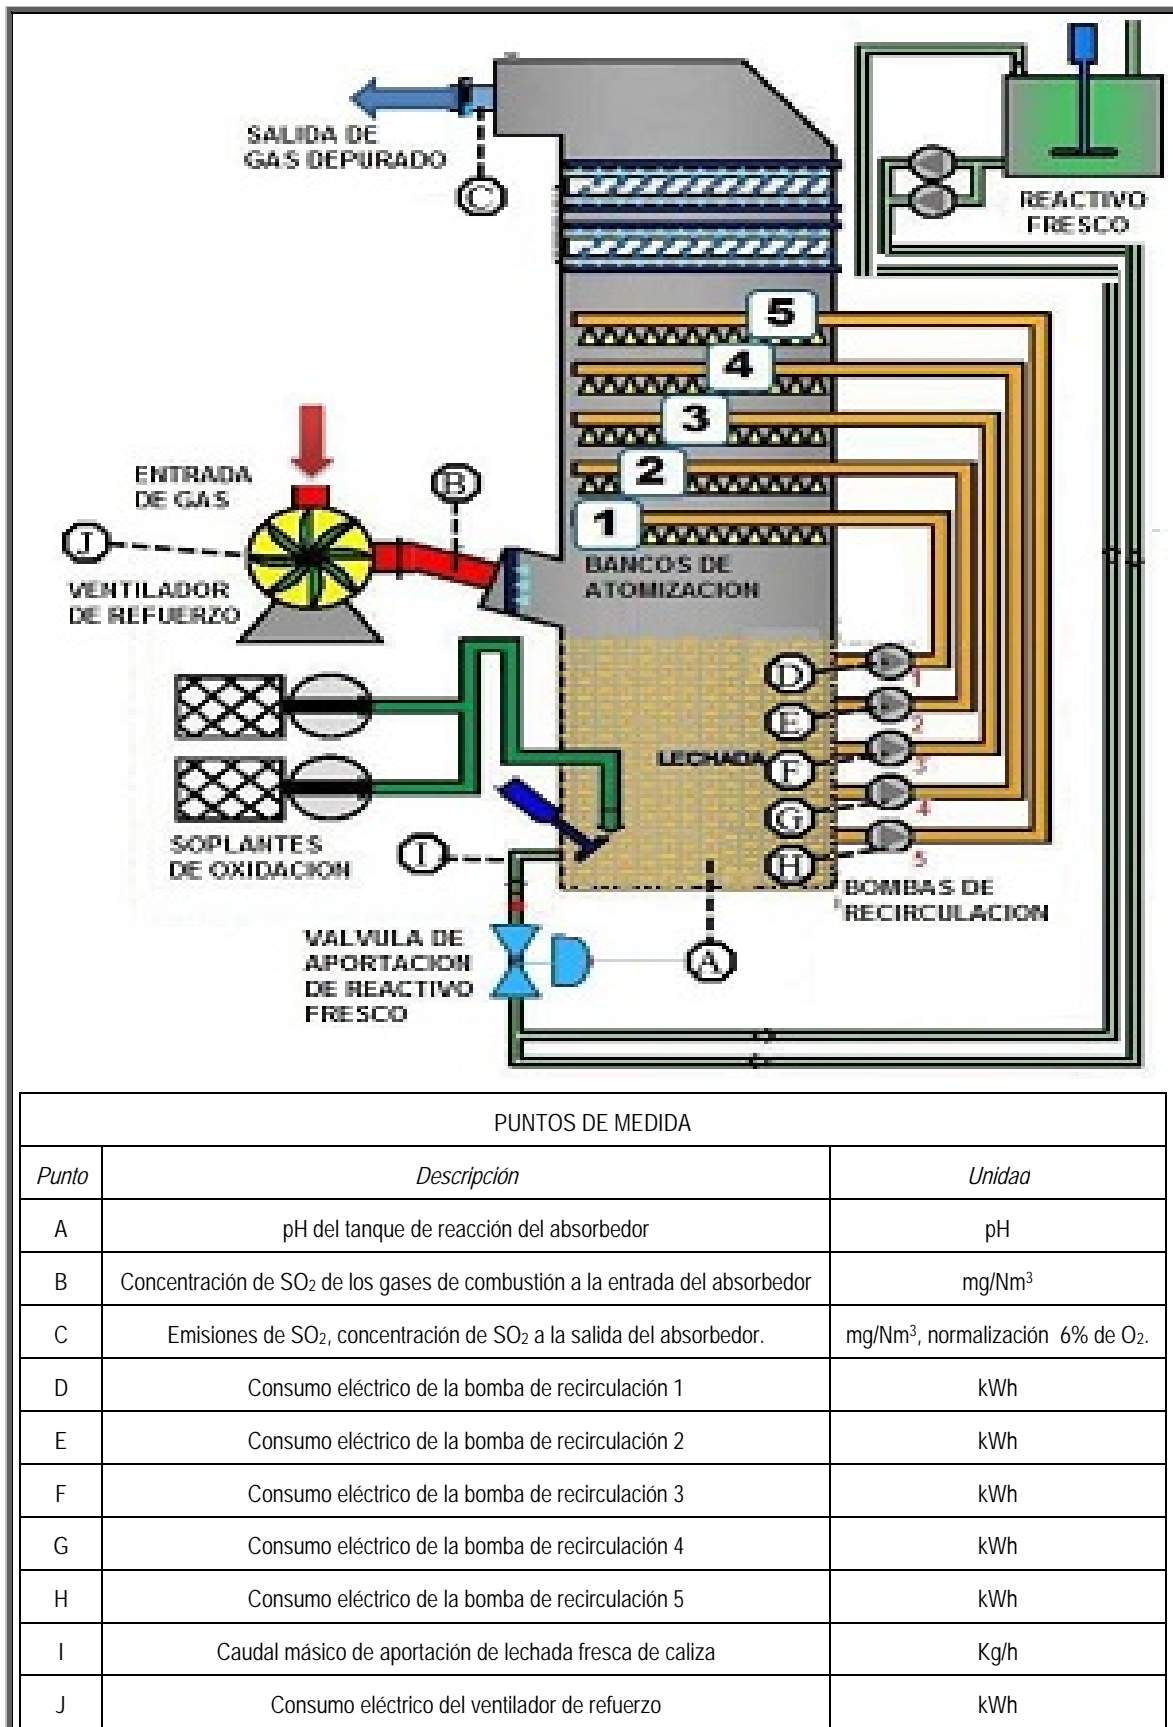 SALIDA DE
GAS DEPURADO
C
REACTIVO
FRESCO
5
4
3
2
1
ENTRADA
DE GAS
B
J
VENTILADOR
DE REFUERZO
BANCOS DE
ATOMIZACION
D
1
E
2
LECHADA
F
3
G
4
H
5
SOPLANTES
DE OXIDACION
I
BOMBAS DE
RECIRCULACION
VALVULA DE
APORTACION
DE REACTIVO
FRESCO
A
PUNTOS DE MEDIDA
Punto Descripción Unidad
A pH del tanque de reacción del absorbedor pH
B Concentración de SO2 de los gases de combustión a la entrada del absorbedor mg/Nm³
C Emisiones de SO2, concentración de SO2 a la salida del absorbedor. mg/Nm³, normalización 6% de O2.
D Consumo eléctrico de la bomba de recirculación 1 kWh
E Consumo eléctrico de la bomba de recirculación 2 kWh
F Consumo eléctrico de la bomba de recirculación 3 kWh
G Consumo eléctrico de la bomba de recirculación 4 kWh
H Consumo eléctrico de la bomba de recirculación 5 kWh
I Caudal másico de aportación de lechada fresca de caliza Kg/h
J Consumo eléctrico del ventilador de refuerzo kWh